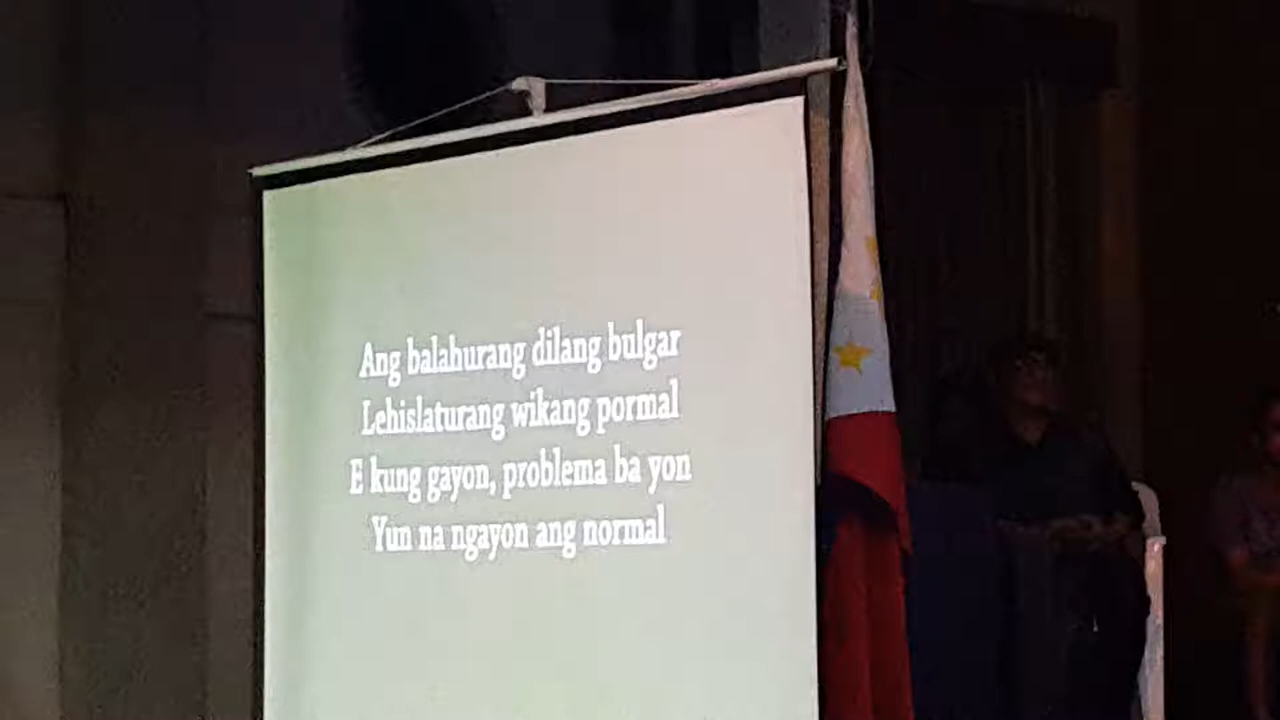 Ang balahurang dilang bulgar
Lehislaturang wikang pormal
E kung gayon, problema ba yon
Yun na ngayon ang normal